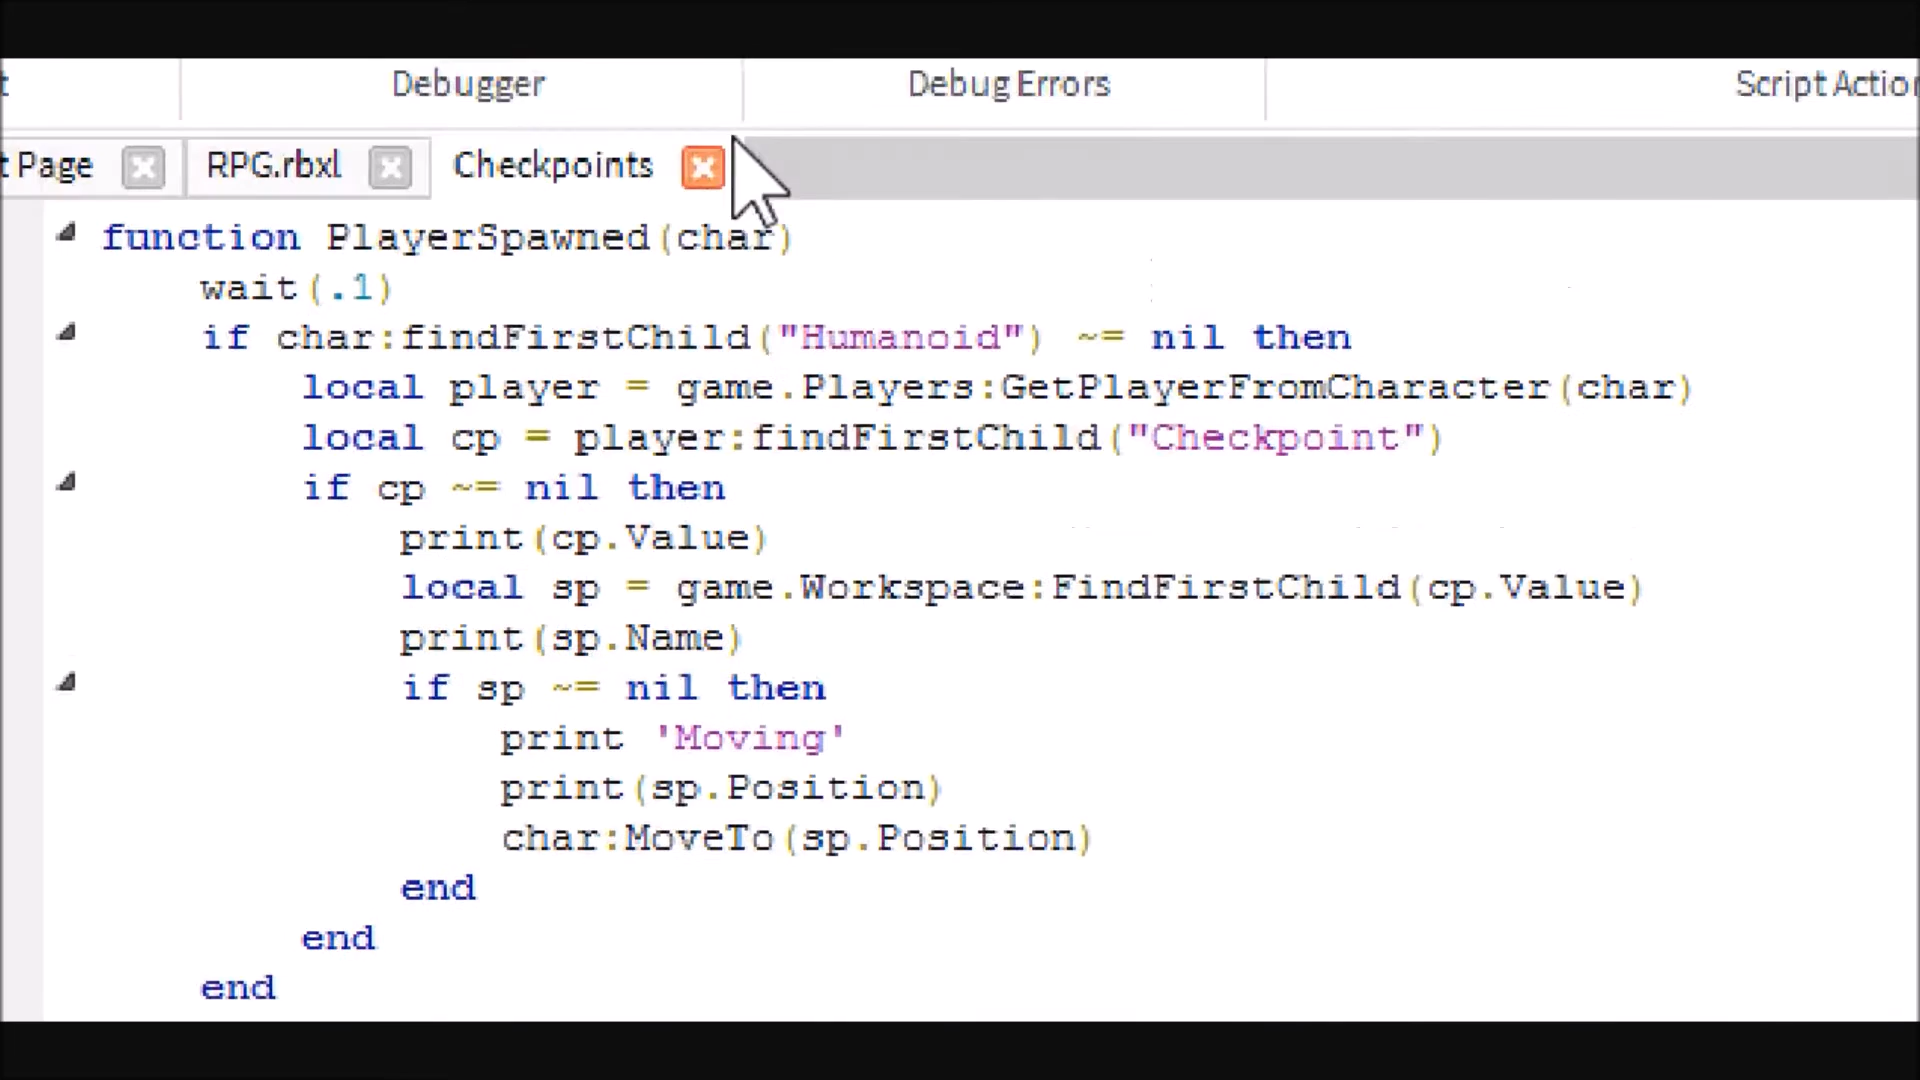 t Debugger Debug Errors Script Action
t Page RPG.rbxl Checkpoints
function PlayerSpawned(char)
wait(.1)
if char:findFirstChild("Humanoid") ~= nil then
local player = game.Players:GetPlayerFromCharacter(char)
local cp = player:findFirstChild("Checkpoint")
if cp ~= nil then
print(cp.Value)
local sp = game.Workspace:FindFirstChild(cp.Value)
print(sp.Name)
if sp ~= nil then
print 'Moving'
print(sp.Position)
char:MoveTo(sp.Position)
end
end
end